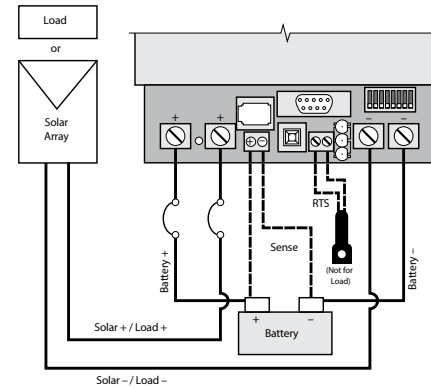 Load
or
Solar
Array
+
+
+ −
−
−
RTS
Sense
(Not for
Load)
Battery +
Battery –
+
–
Battery
Solar + / Load +
Solar – / Load –